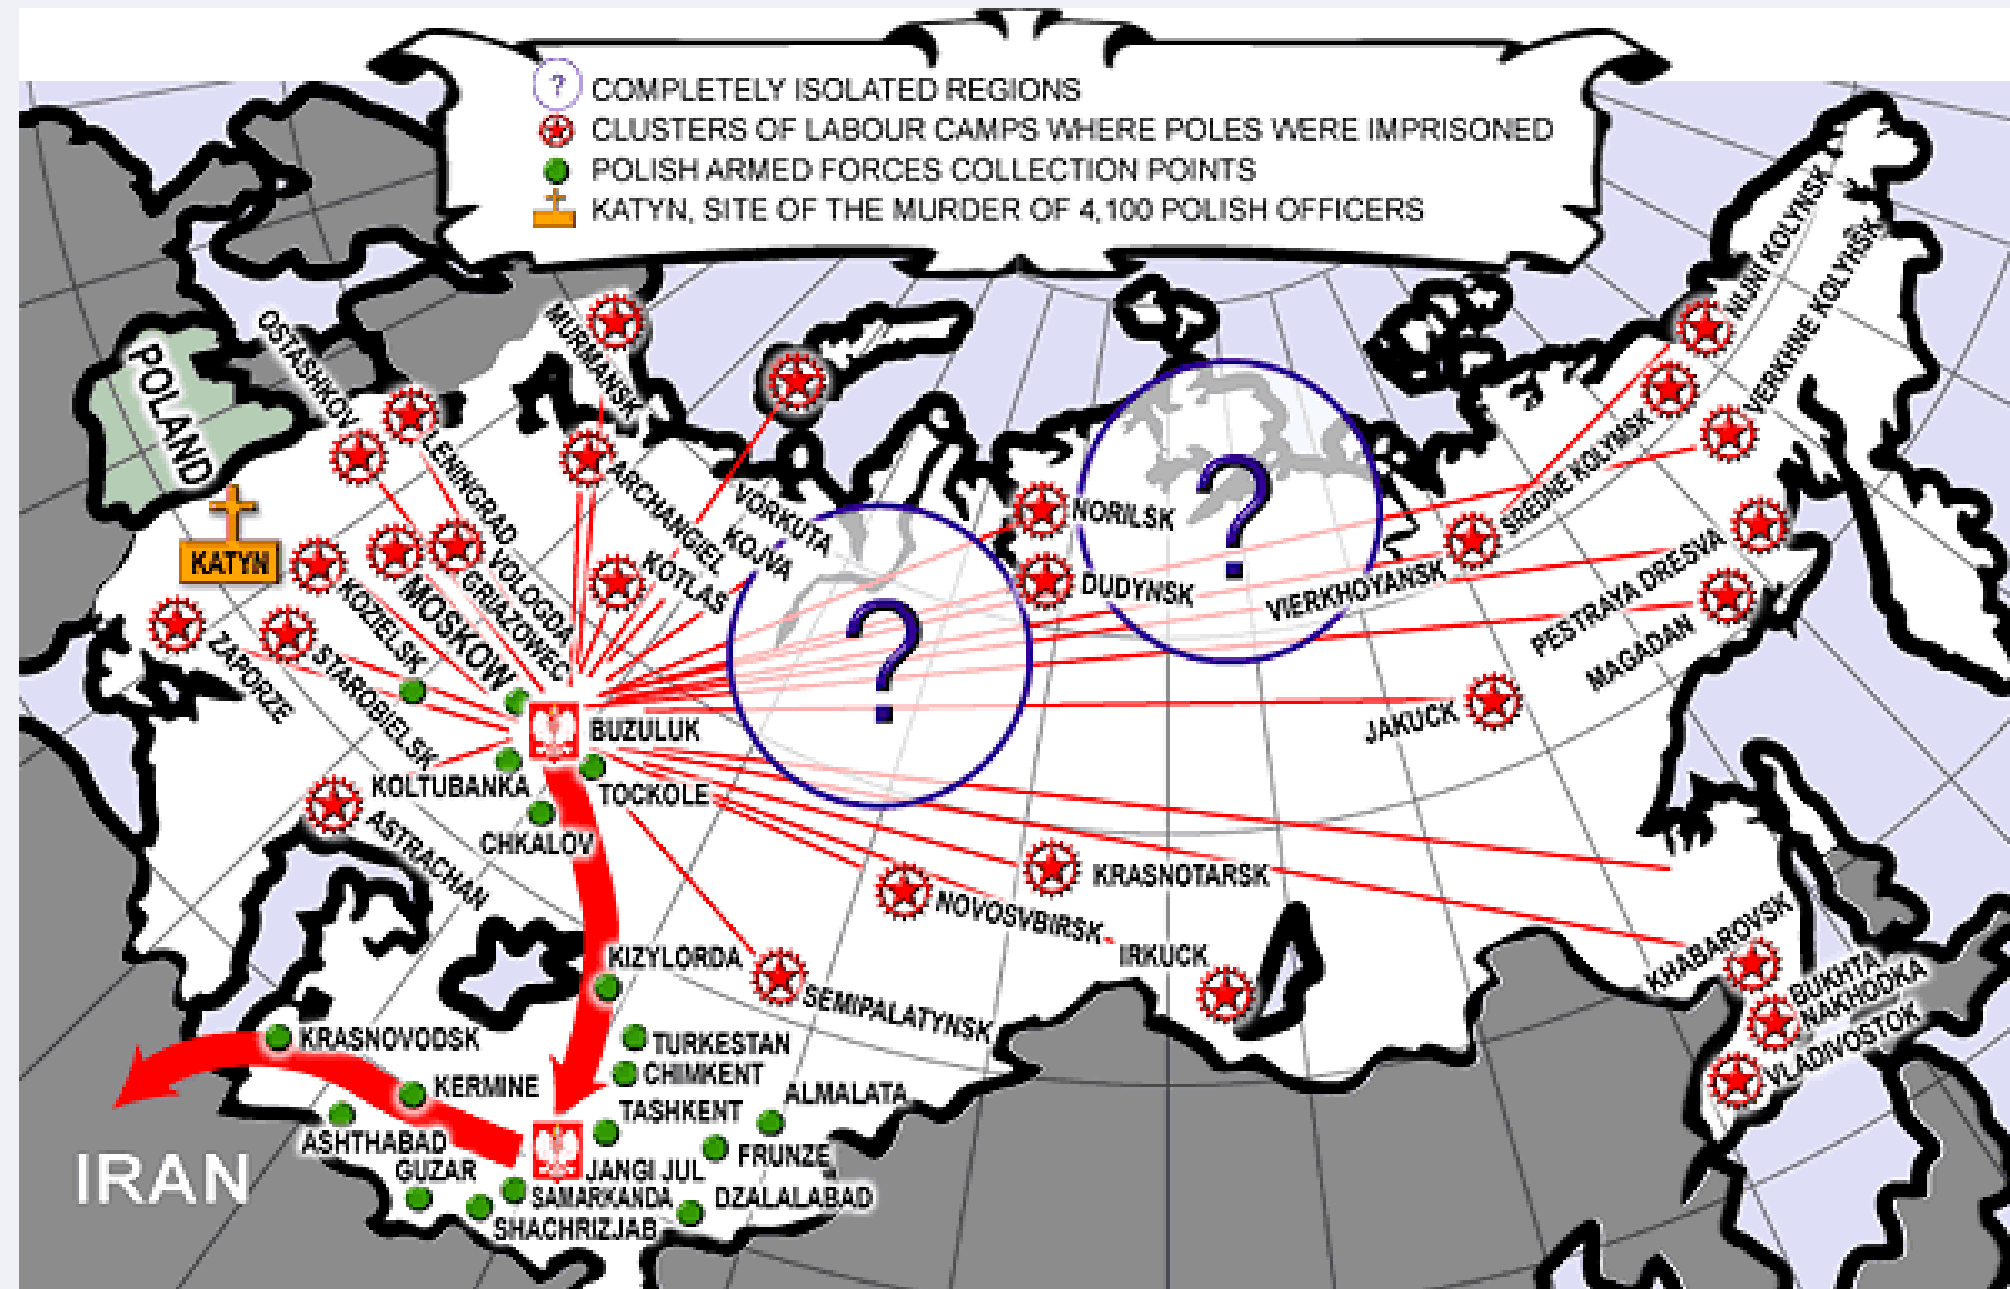 ?
COMPLETELY ISOLATED REGIONS
CLUSTERS OF LABOUR CAMPS WHERE POLES WERE IMPRISONED
POLISH ARMED FORCES COLLECTION POINTS
KATYN, SITE OF THE MURDER OF 4,100 POLISH OFFICERS
POLAND
OSTASHKOV
LENINGRAD
MURMANSK
ARCHANGIEL
VORKUTA
KOJVA
KOTLAS
VOLOGDA
GRIAZOWEC
MOSKOW
KOZIELSK
KATYN
ZAPORZE
STAROBIELSK
?
?
NORILSK
DUDYNSK
NIJNI KOLYNSK
VERKHNE KOLYNSK
SREDNE KOLYMSK
VIERKHOYANSK
PESTRAYA DRESVA
MAGADAN
JAKUCK
BUZULUK
KOLTUBANKA
TOCKOLE
CHKALOV
ASTRACHAN
KRASNOTARSK
NOVOSVBIRSK
IRKUCK
KHABAROVSK
BUKHTA
NAKHODKA
VLADIVOSTOK
KIZYLORDA
SEMIPALATYNSK
KRASNOVODSK
TURKESTAN
CHIMKENT
KERMINE
ALMALATA
TASHKENT
ASHTHABAD
FRUNZE
IRAN
GUZAR
JANGI JUL
SAMARKANDA
DZALALABAD
SHACHRIZJAB